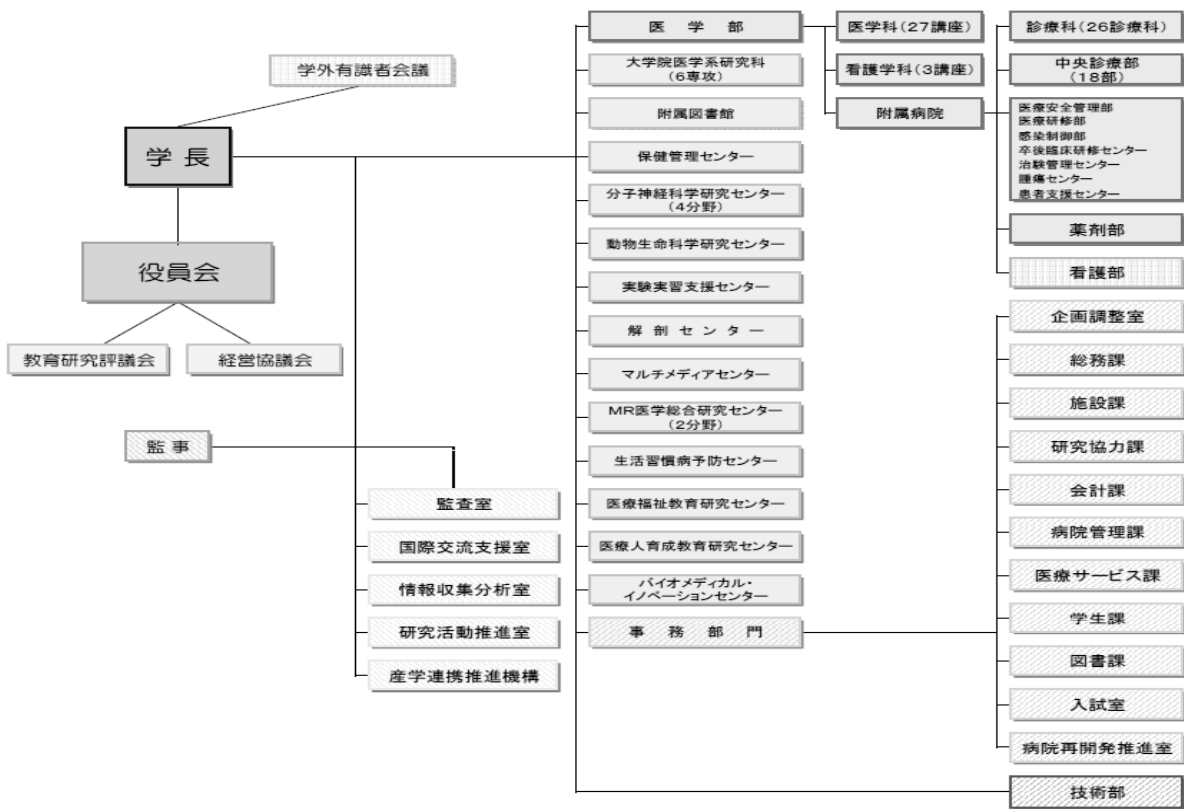 学外有識者会議
学長
役員会
教育研究評議会
経営協議会
監事
監査室
国際交流支援室
情報収集分析室
研究活動推進室
産学連携推進機構
医学部
大学院医学系研究科
(6専攻)
附属図書館
保健管理センター
分子神経科学研究センター
(4分野)
動物生命科学研究センター
実験実習支援センター
解剖センター
マルチメディアセンター
MR医学総合研究センター
(2分野)
生活習慣病予防センター
医療福祉教育研究センター
医療人育成教育研究センター
バイオメディカル・
イノベーションセンター
事務部門
医学科(27講座)
看護学科(3講座)
附属病院
診療科(26診療科)
中央診療部
(18部)
医療安全管理部
医療研修部
感染制御部
卒後臨床研修センター
治験管理センター
腫瘍センター
患者支援センター
薬剤部
看護部
企画調整室
総務課
施設課
研究協力課
会計課
病院管理課
医療サービス課
学生課
図書課
入試室
病院再開発推進室
技術部